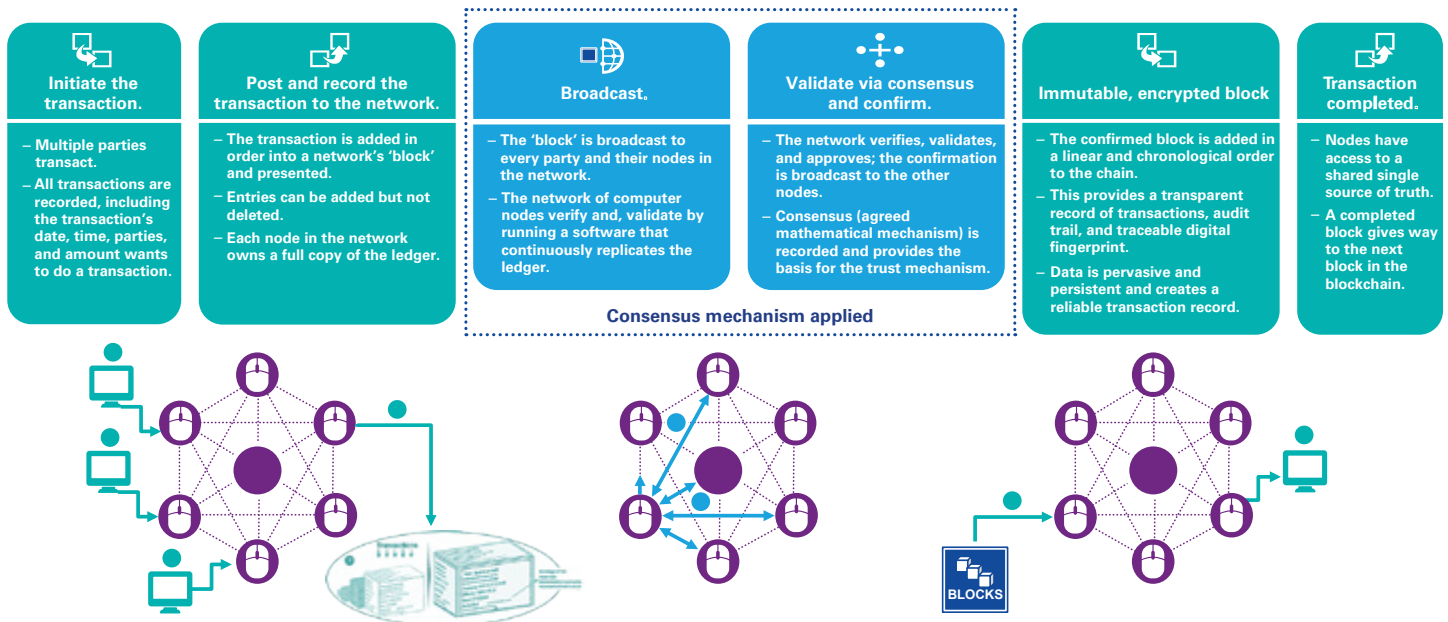 Initiate the
transaction.
– Multiple parties
transact.
– All transactions are
recorded, including
the transaction's
date, time, parties,
and amount wants
to do a transaction.
Post and record the
transaction to the network.
– The transaction is added in
order into a network's ‘block’
and presented.
– Entries can be added but not
deleted.
– Each node in the network
owns a full copy of the ledger.
Broadcast.
– The ‘block’ is broadcast to
every party and their nodes in
the network.
– The network of computer
nodes verify and, validate by
running a software that
continuously replicates the
ledger.
Validate via consensus
and confirm.
– The network verifies, validates,
and approves; the confirmation
is broadcast to the other
nodes.
– Consensus (agreed
mathematical mechanism) is
recorded and provides the
basis for the trust mechanism.
Consensus mechanism applied
Immutable, encrypted block
– The confirmed block is added in
a linear and chronological order
to the chain.
– This provides a transparent
record of transactions, audit
trail, and traceable digital
fingerprint.
– Data is pervasive and
persistent and creates a
reliable transaction record.
Transaction
completed.
– Nodes have
access to a
shared single
source of truth.
– A completed
block gives way
to the next
block in the
blockchain.
BLOCKS